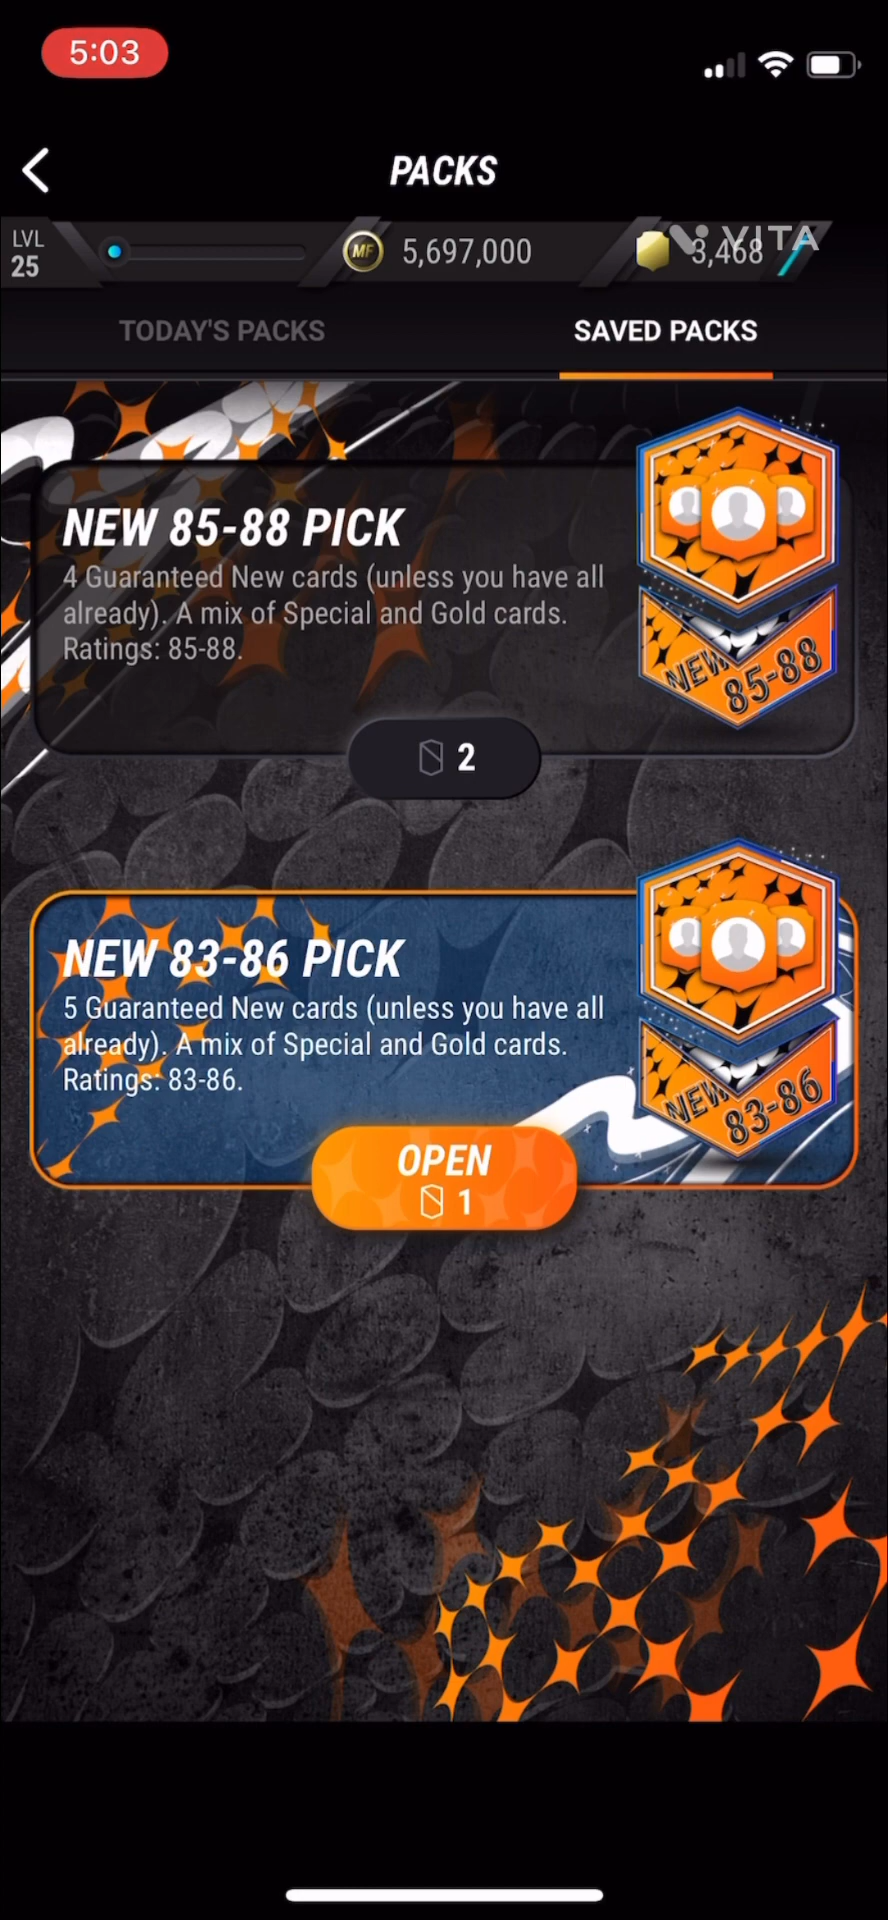 5:03
PACKS
LVL
25
MF
5,697,000
3,468
VITA
TODAY'S PACKS
SAVED PACKS
NEW 85-88 PICK
4 Guaranteed New cards (unless you have all
already). A mix of Special and Gold cards.
Ratings: 85-88.
NEW
85-88
2
NEW 83-86 PICK
5 Guaranteed New cards (unless you have all
already). A mix of Special and Gold cards.
Ratings: 83-86.
NEW
83-86
OPEN
1